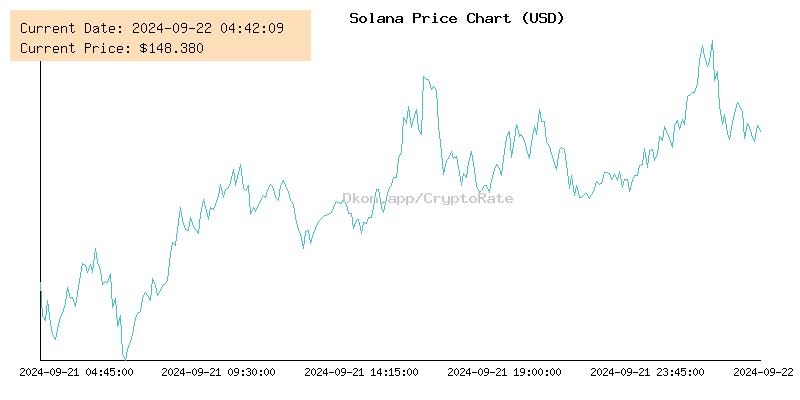 Solana Price Chart (USD)
Current Date: 2024-09-22 04:42:09
Current Price: $148.380
Dkon.app/CryptoRate
2024-09-21 04:45:00 2024-09-21 09:30:00 2024-09-21 14:15:00 2024-09-21 19:00:00 2024-09-21 23:45:00 2024-09-22